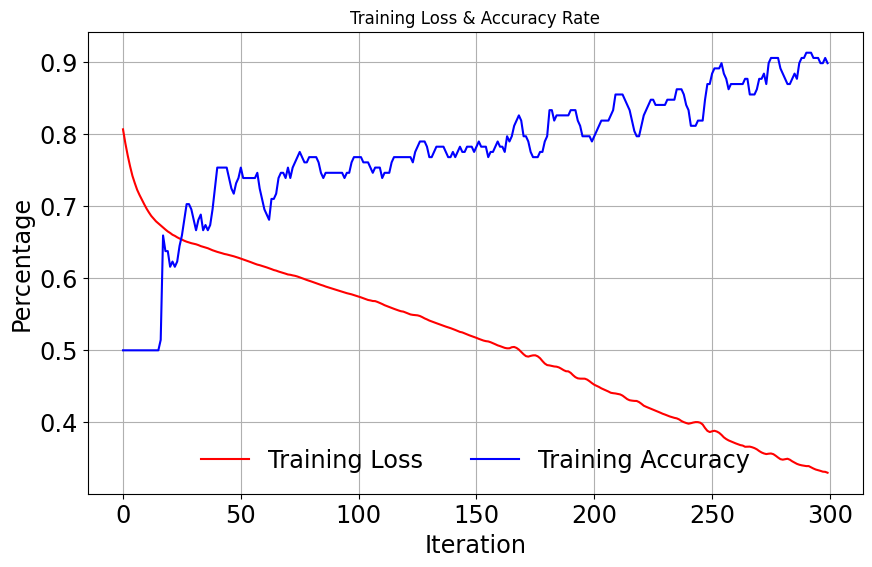 Training Loss & Accuracy Rate
0.9
0.8
0.7
0.6
0.5
0.4
Percentage
Training Loss Training Accuracy
0 50 100 150 200 250 300
Iteration